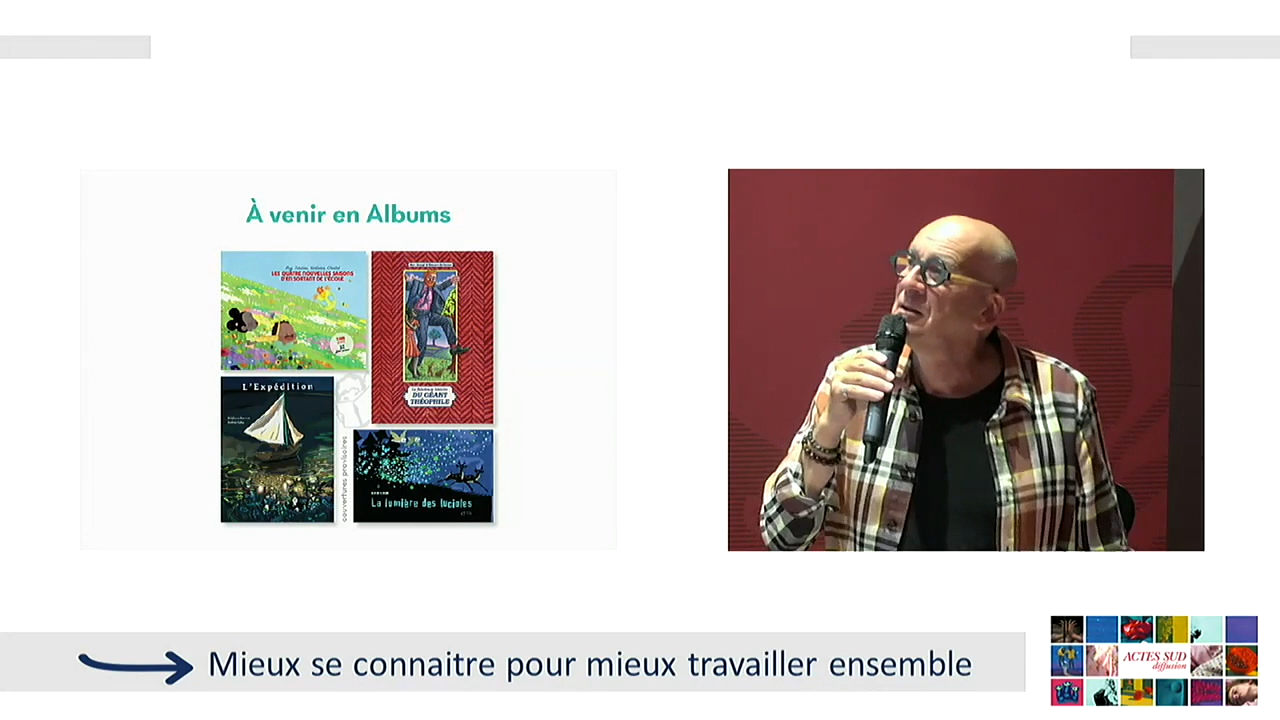 À venir en Albums
LES QUATRE NOUVELLES SAISONS
D'EN SORTANT DE L'ÉCOLE
DU GÉANT
THÉOPHILE
L'Expédition
couvertures provisoires
La lumière des lucioles
Mieux se connaitre pour mieux travailler ensemble
ACTES SUD
diffusion